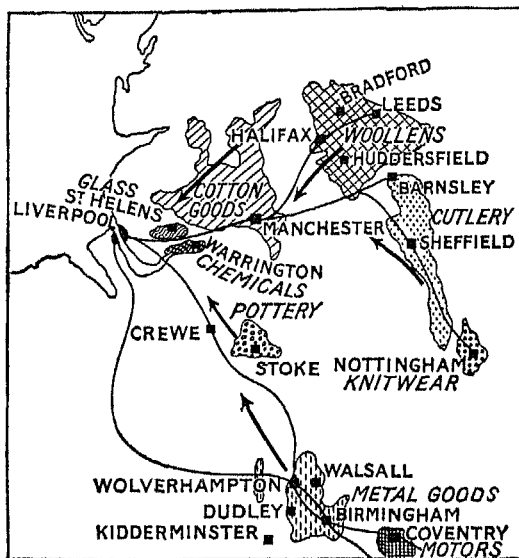 BRADFORD
LEEDS
HALIFAX
WOOLLENS
HUDDERSFIELD
BARNSLEY
GLASS
ST HELENS
COTTON
GOODS
LIVERPOOL
MANCHESTER
CUTLERY
SHEFFIELD
WARRINGTON
CHEMICALS
POTTERY
CREWE
STOKE
NOTTINGHAM
KNITWEAR
WOLVERHAMPTON
WALSALL
METAL GOODS
DUDLEY
BIRMINGHAM
KIDDERMINSTER
COVENTRY
MOTORS